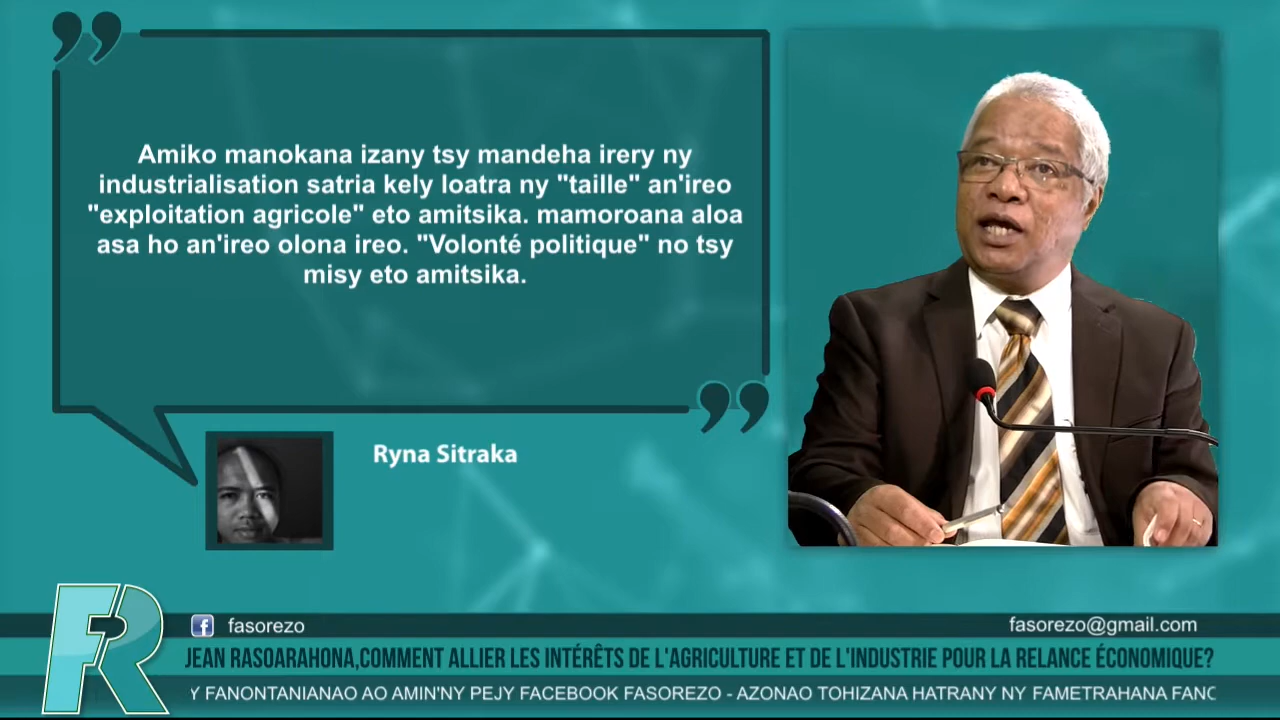 Amiko manokana izany tsy mandeha irery ny
industrialisation satria kely loatra ny "taille" an'ireo
"exploitation agricole" eto amitsika. mamoroana aloa
asa ho an'ireo olona ireo. "Volonté politique" no tsy
misy eto amitsika.
Ryna Sitraka
FR
fasorezo
fasorezo@gmail.com
JEAN RASOARAHONA,COMMENT ALLIER LES INTÉRÊTS DE L'AGRICULTURE ET DE L'INDUSTRIE POUR LA RELANCE ÉCONOMIQUE?
Y FANONTANIANAO AO AMIN'NY PEJY FACEBOOK FASOREZO - AZONAO TOHIZANA HATRANY NY FAMETRAHANA FANC